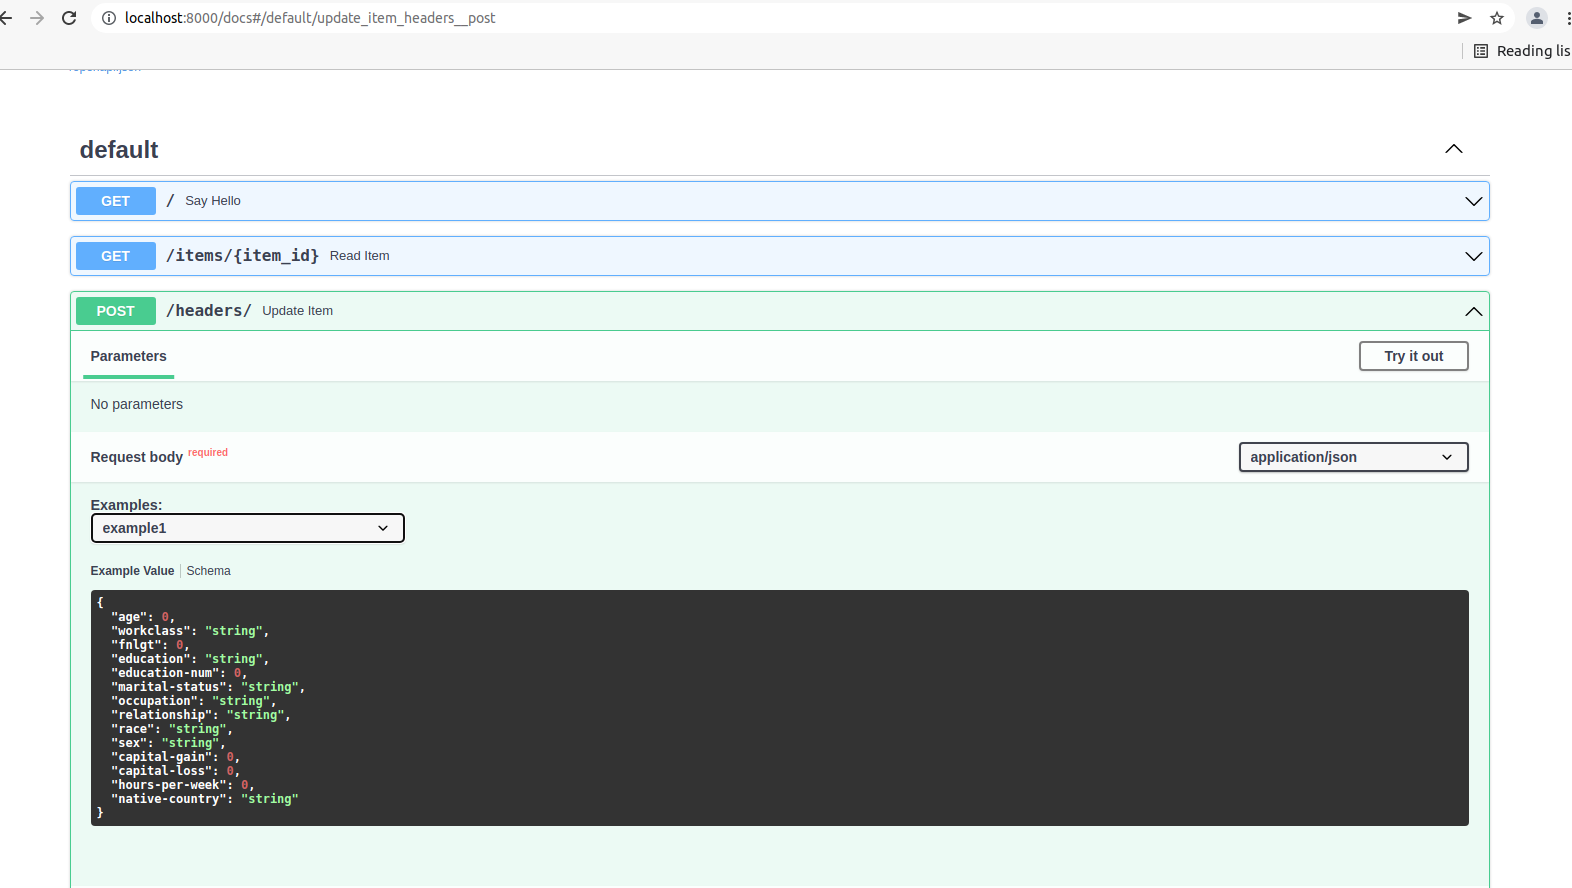 localhost:8000/docs#/default/update_item_headers__post
Reading lis
default
GET / Say Hello
GET /items/{item_id} Read Item
POST /headers/ Update Item
Parameters
Try it out
No parameters
Request body required
application/json
Examples:
example1
Example Value Schema
{
"age": 0,
"workclass": "string",
"fnlgt": 0,
"education": "string",
"education-num": 0,
"marital-status": "string",
"occupation": "string",
"relationship": "string",
"race": "string",
"sex": "string",
"capital-gain": 0,
"capital-loss": 0,
"hours-per-week": 0,
"native-country": "string"
}